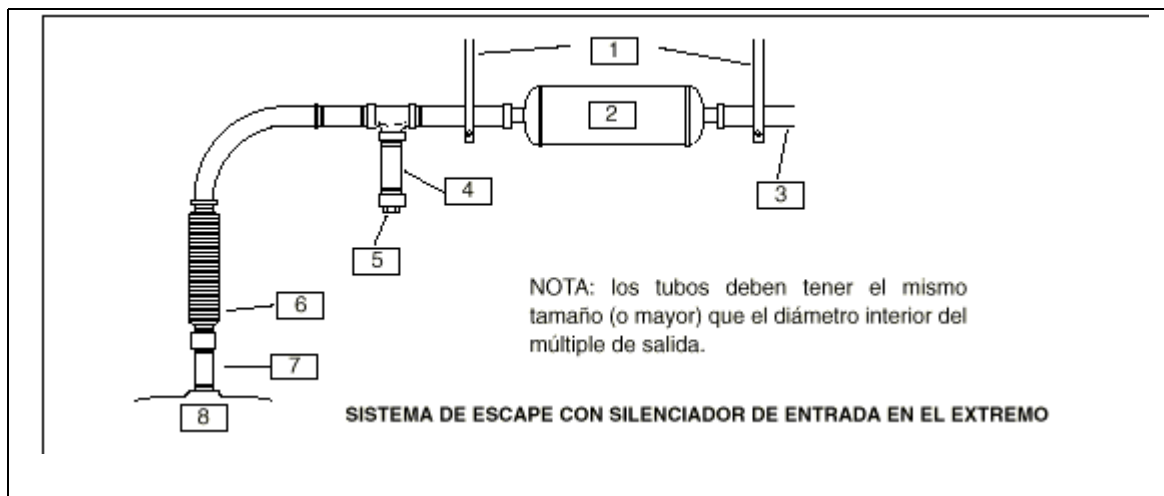 1
2
3
4
5
6
7
8
NOTA: los tubos deben tener el mismo
tamaño (o mayor) que el diámetro interior del
múltiple de salida.
SISTEMA DE ESCAPE CON SILENCIADOR DE ENTRADA EN EL EXTREMO